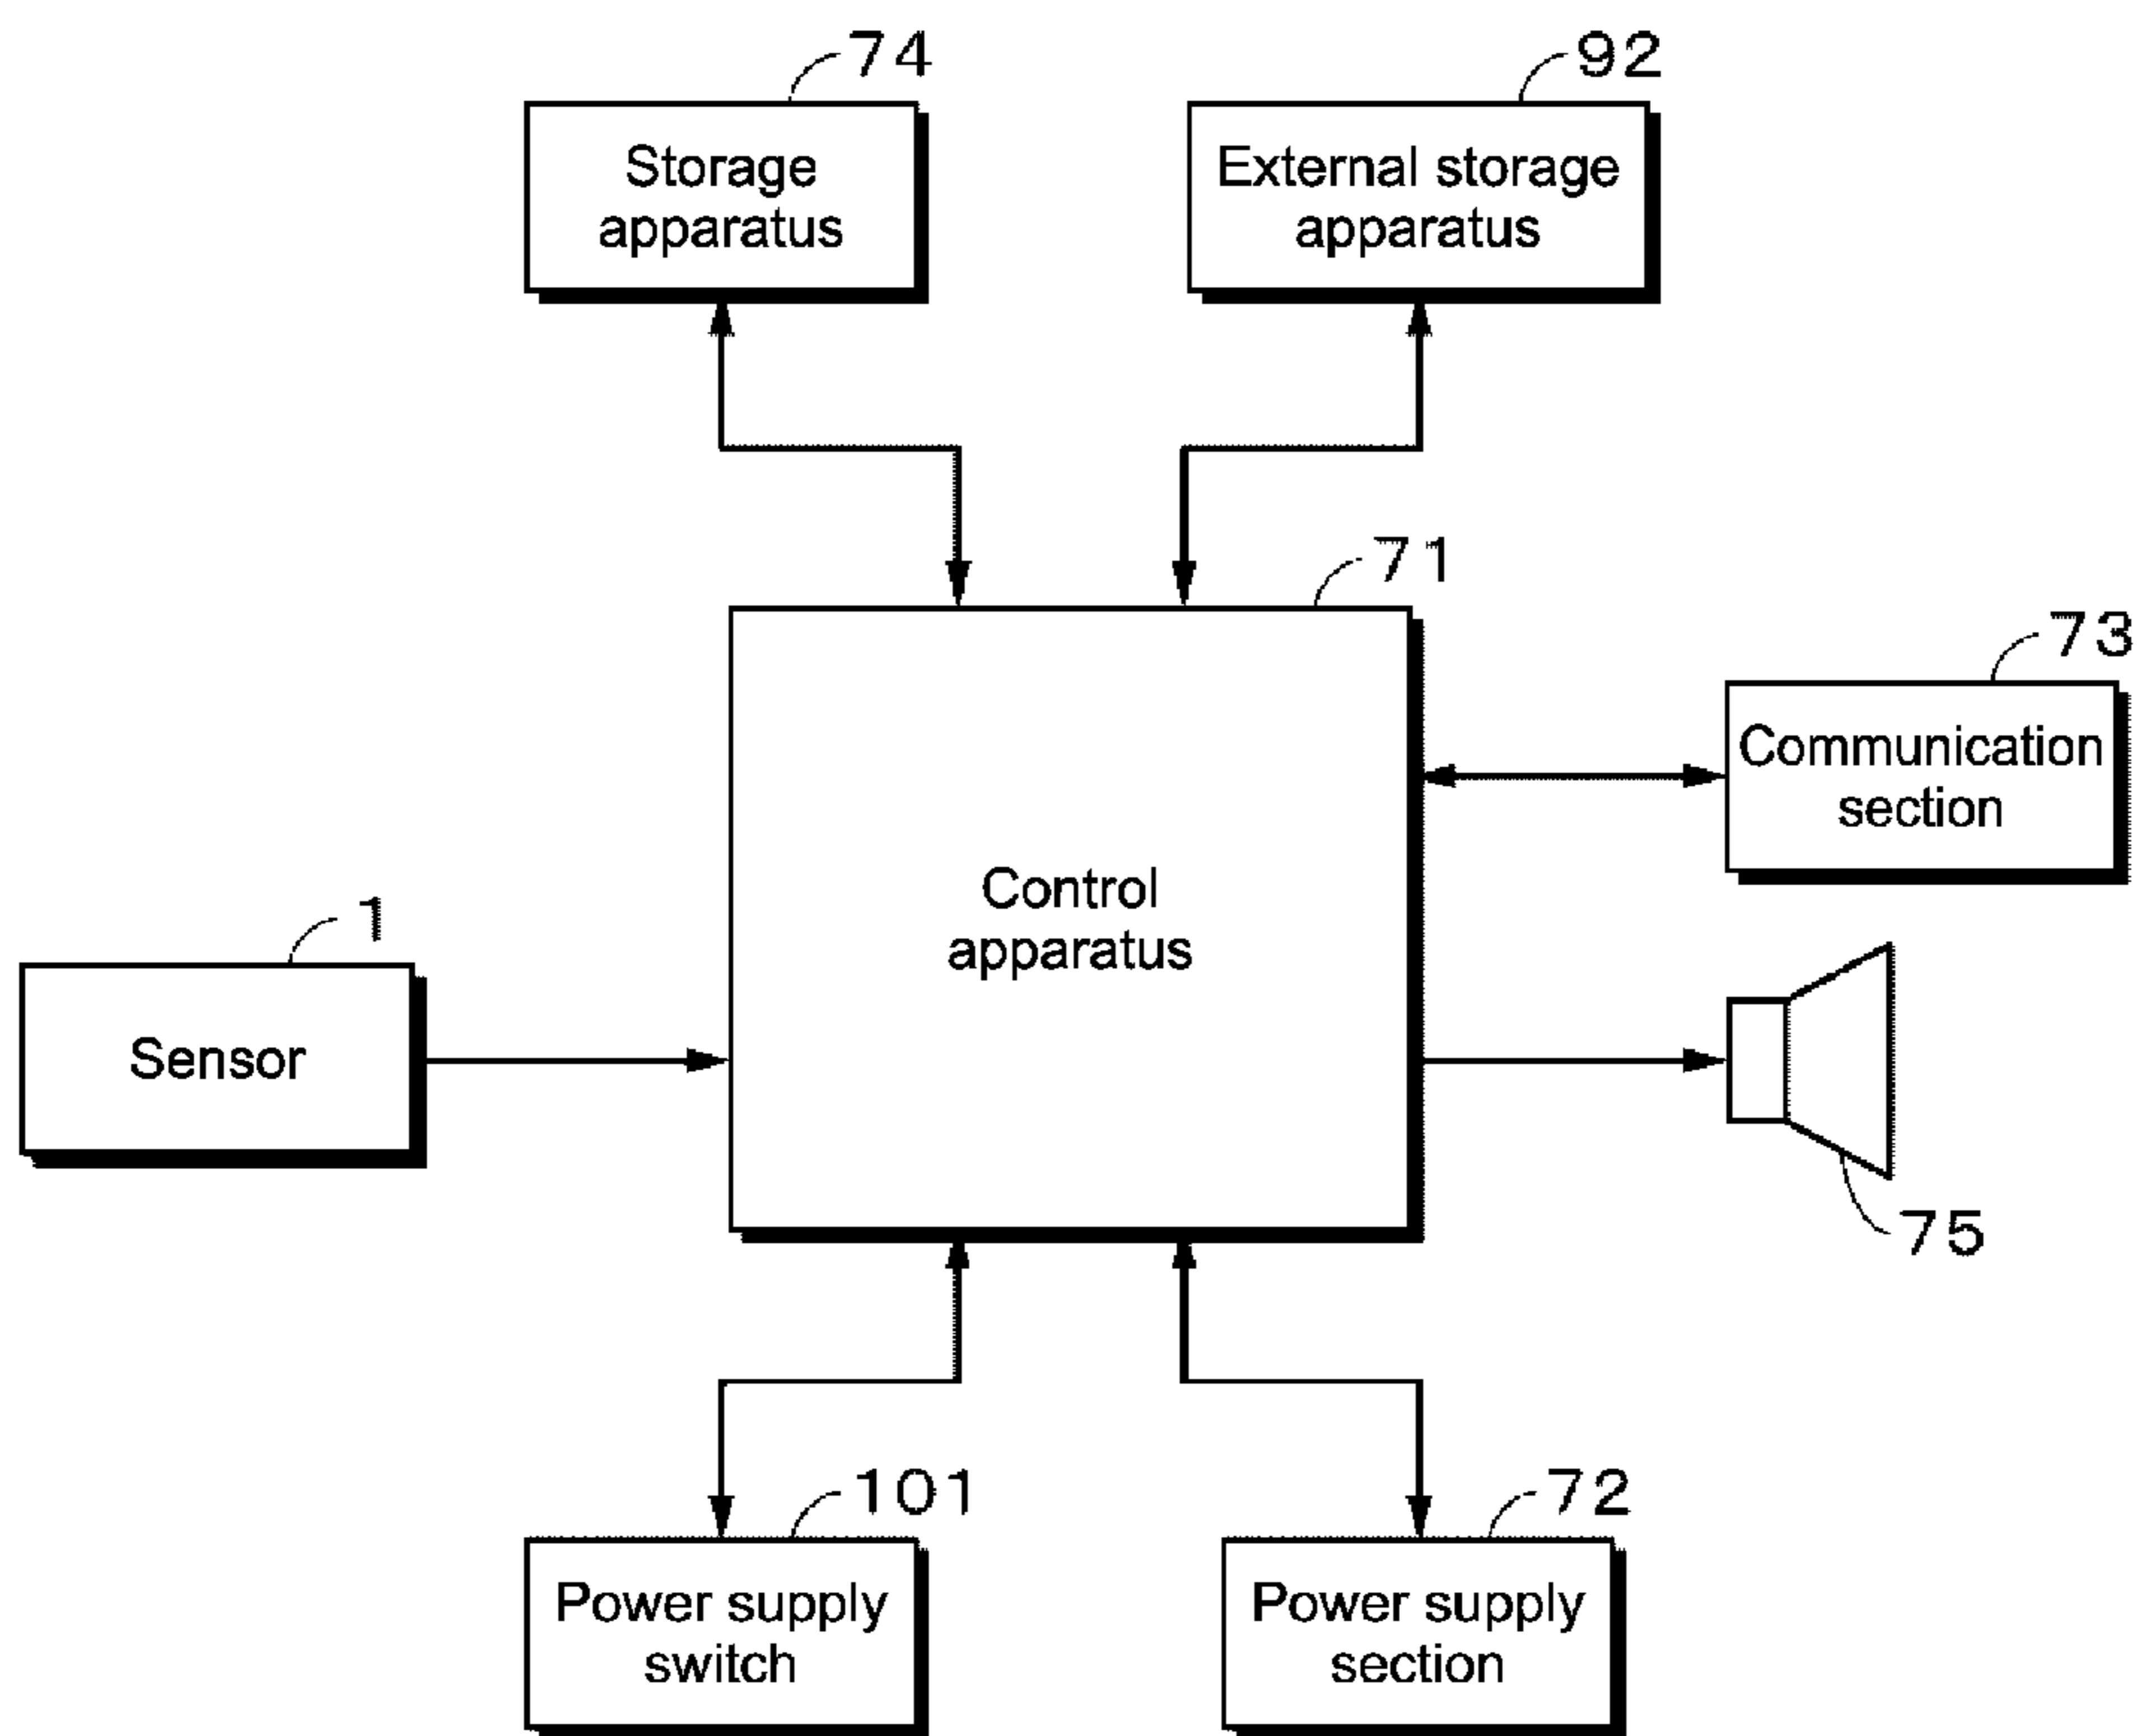 74
92
Storage
apparatus
External storage
apparatus
71
73
Communication
section
Control
apparatus
1
Sensor
75
101
72
Power supply
switch
Power supply
section